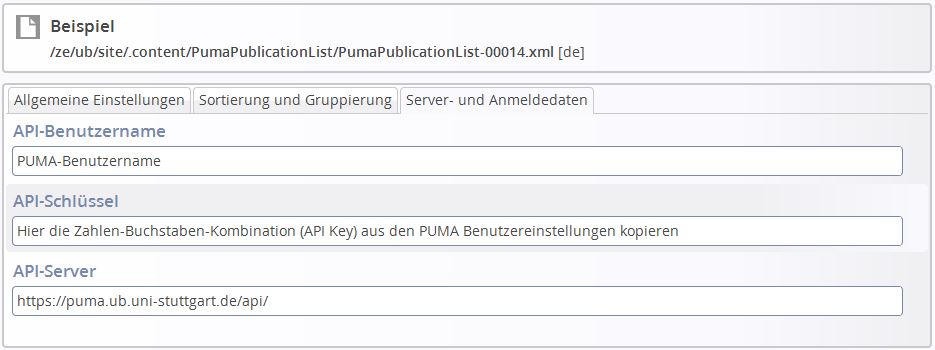 Beispiel
/ze/ub/site/.content/PumaPublicationList/PumaPublicationList-00014.xml [de]
Allgemeine Einstellungen Sortierung und Gruppierung Server- und Anmeldedaten
API-Benutzername
PUMA-Benutzername
API-Schlüssel
Hier die Zahlen-Buchstaben-Kombination (API Key) aus den PUMA Benutzereinstellungen kopieren
API-Server
https://puma.ub.uni-stuttgart.de/api/